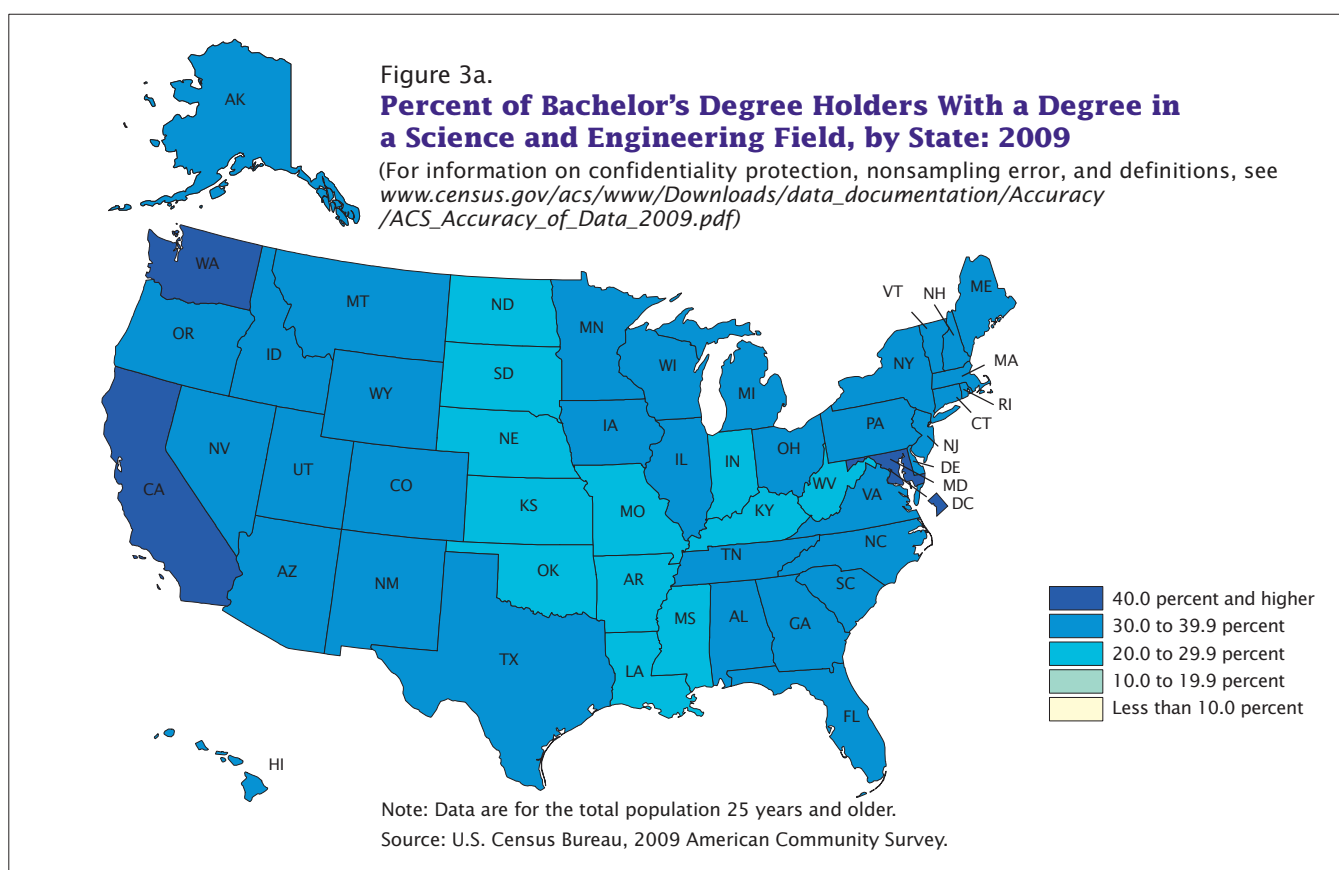 Figure 3a.
Percent of Bachelor's Degree Holders With a Degree in
a Science and Engineering Field, by State: 2009
(For information on confidentiality protection, nonsampling error, and definitions, see
www.census.gov/acs/www/Downloads/data_documentation/Accuracy
/ACS_Accuracy_of_Data_2009.pdf)
AK
WA
OR
ID
MT
WY
CA
NV
UT
CO
AZ
NM
ND
SD
NE
KS
OK
TX
MN
IA
MO
AR
LA
WI
IL
MI
IN
OH
KY
TN
MS
AL
GA
FL
SC
NC
VA
WV
PA
NY
VT
NH
ME
MA
RI
CT
NJ
DE
MD
DC
HI
40.0 percent and higher
30.0 to 39.9 percent
20.0 to 29.9 percent
10.0 to 19.9 percent
Less than 10.0 percent
Note: Data are for the total population 25 years and older.
Source: U.S. Census Bureau, 2009 American Community Survey.